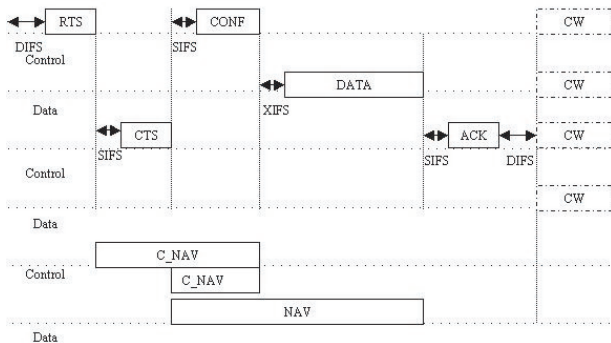 RTS CONF CW
DIFS SIFS
Control
DATA CW
Data XIFS
CTS ACK CW
SIFS SIFS DIFS
Control
CW
Data
C_NAV
Control C_NAV
NAV
Data